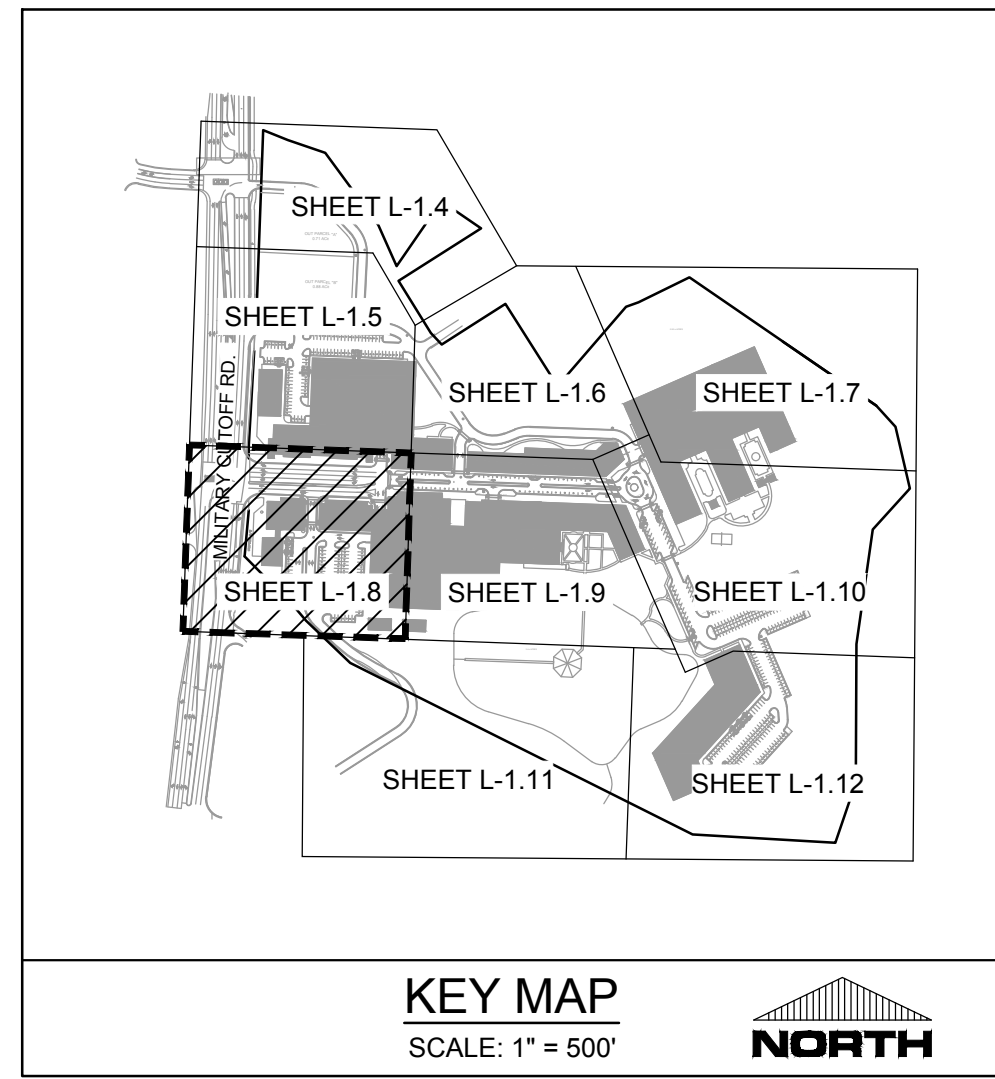 SHEET L-1.4
SHEET L-1.5
MILITARY CUTOFF RD.
SHEET L-1.6
SHEET L-1.7
SHEET L-1.8
SHEET L-1.9
SHEET L-1.10
SHEET L-1.11
SHEET L-1.12
KEY MAP
SCALE: 1" = 500'
NORTH